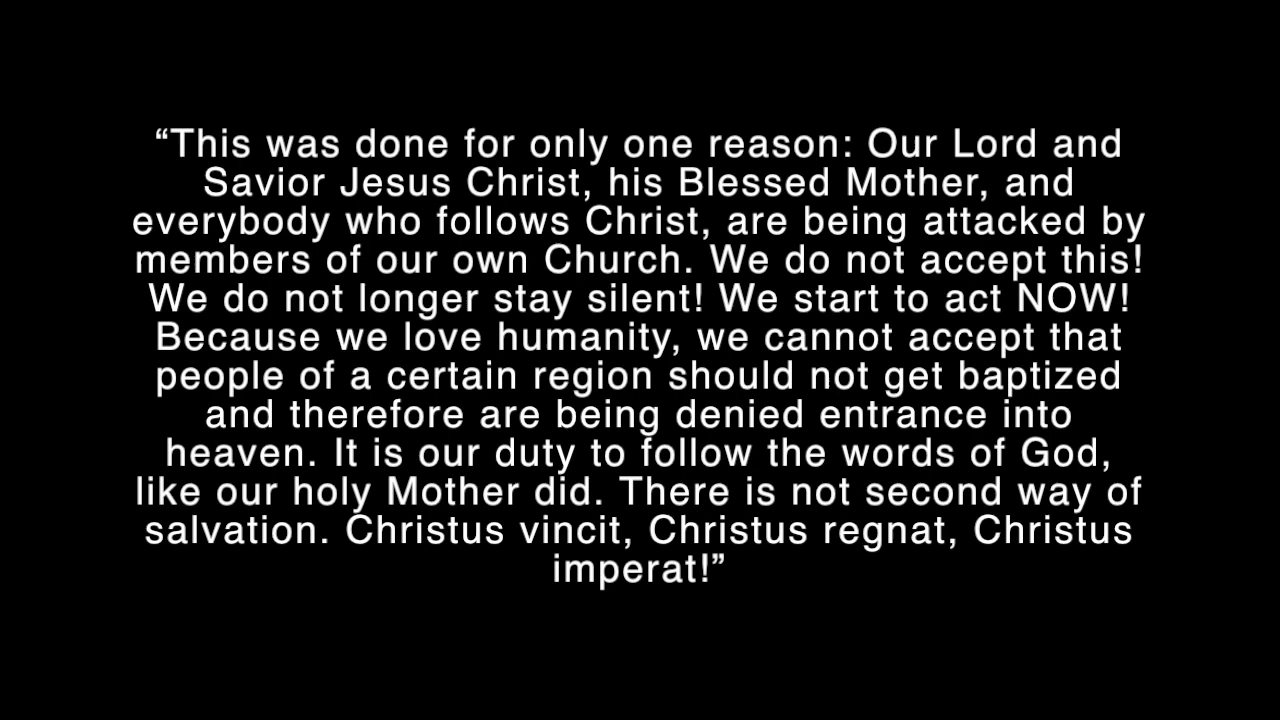 “This was done for only one reason: Our Lord and
Savior Jesus Christ, his Blessed Mother, and
everybody who follows Christ, are being attacked by
members of our own Church. We do not accept this!
We do not longer stay silent! We start to act NOW!
Because we love humanity, we cannot accept that
people of a certain region should not get baptized
and therefore are being denied entrance into
heaven. It is our duty to follow the words of God,
like our holy Mother did. There is not second way of
salvation. Christus vincit, Christus regnat, Christus
imperat!”